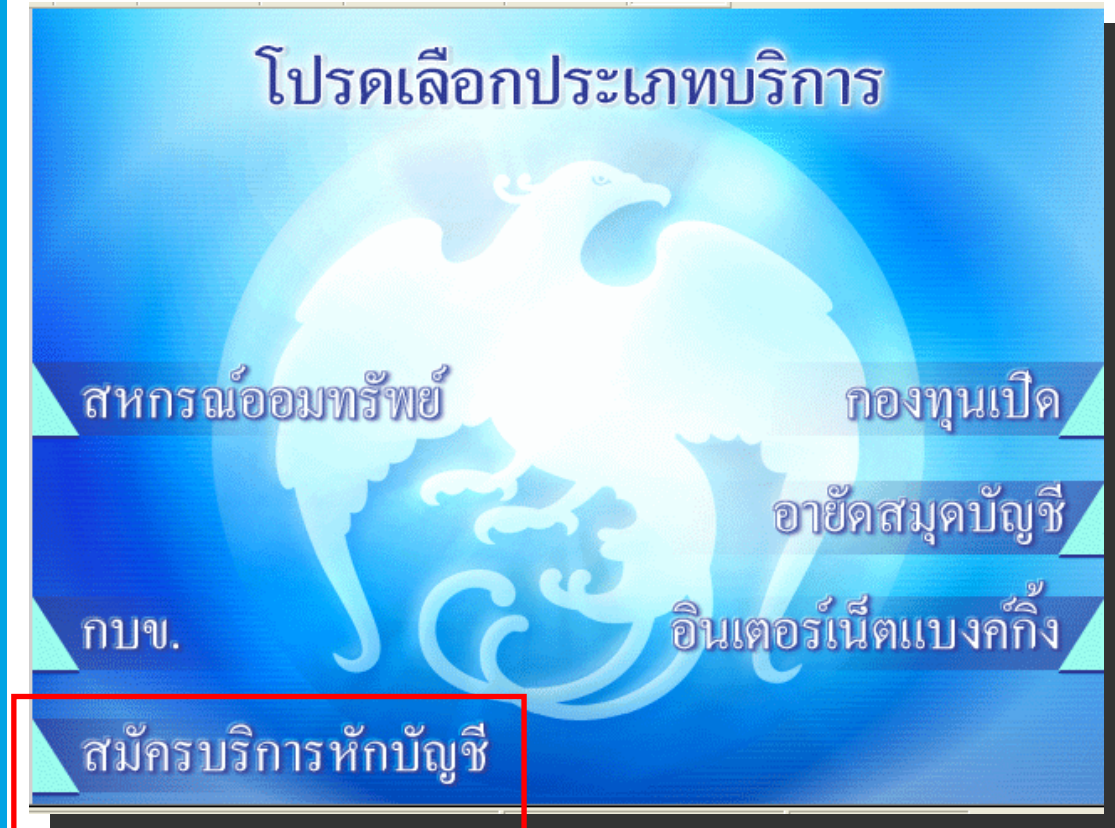 โปรดเลือกประเภทบริการ
สหกรณ์ออมทรัพย์
กองทุนเปิด
อายัดสมุดบัญชี
กบข.
อินเตอร์เน็ตแบงค์กิ้ง
สมัครบริการหักบัญชี